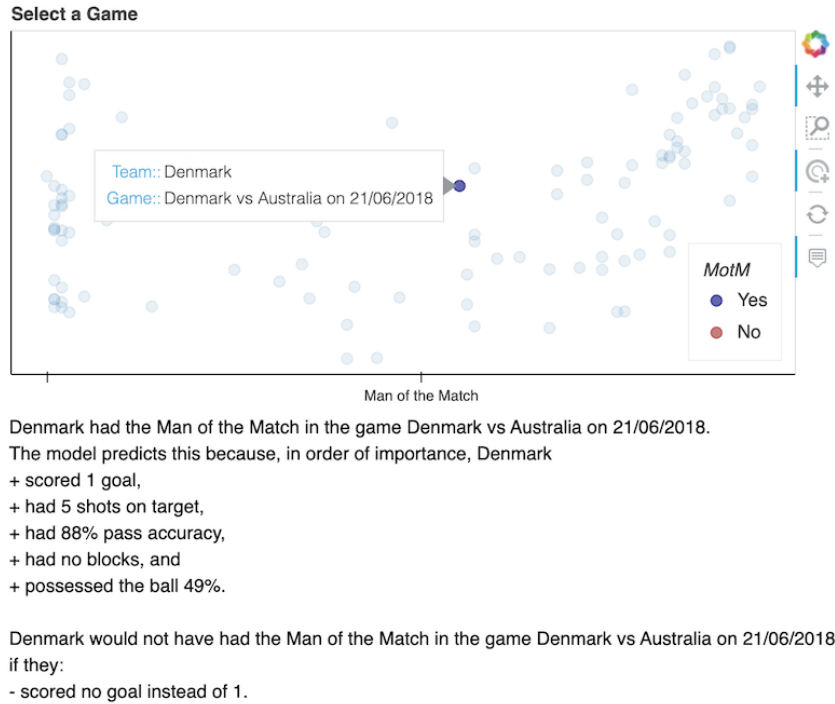 Select a Game
Team:: Denmark
Game:: Denmark vs Australia on 21/06/2018
MotM
Yes
No
Man of the Match
Denmark had the Man of the Match in the game Denmark vs Australia on 21/06/2018.
The model predicts this because, in order of importance, Denmark
+ scored 1 goal,
+ had 5 shots on target,
+ had 88% pass accuracy,
+ had no blocks, and
+ possessed the ball 49%.
Denmark would not have had the Man of the Match in the game Denmark vs Australia on 21/06/2018
if they:
- scored no goal instead of 1.